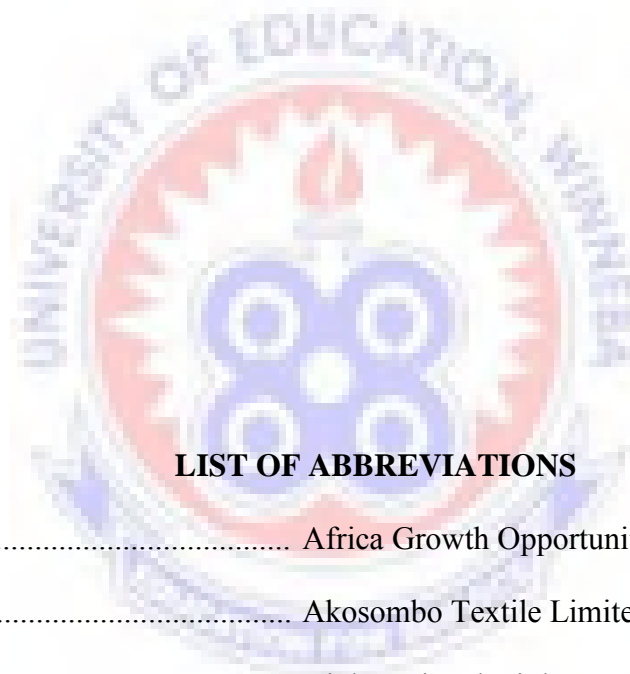 UNIVERSITY OF EDUCATION, WINNEBA
LIST OF ABBREVIATIONS
.................................. Africa Growth Opportuni
.................................. Akosombo Textile Limite